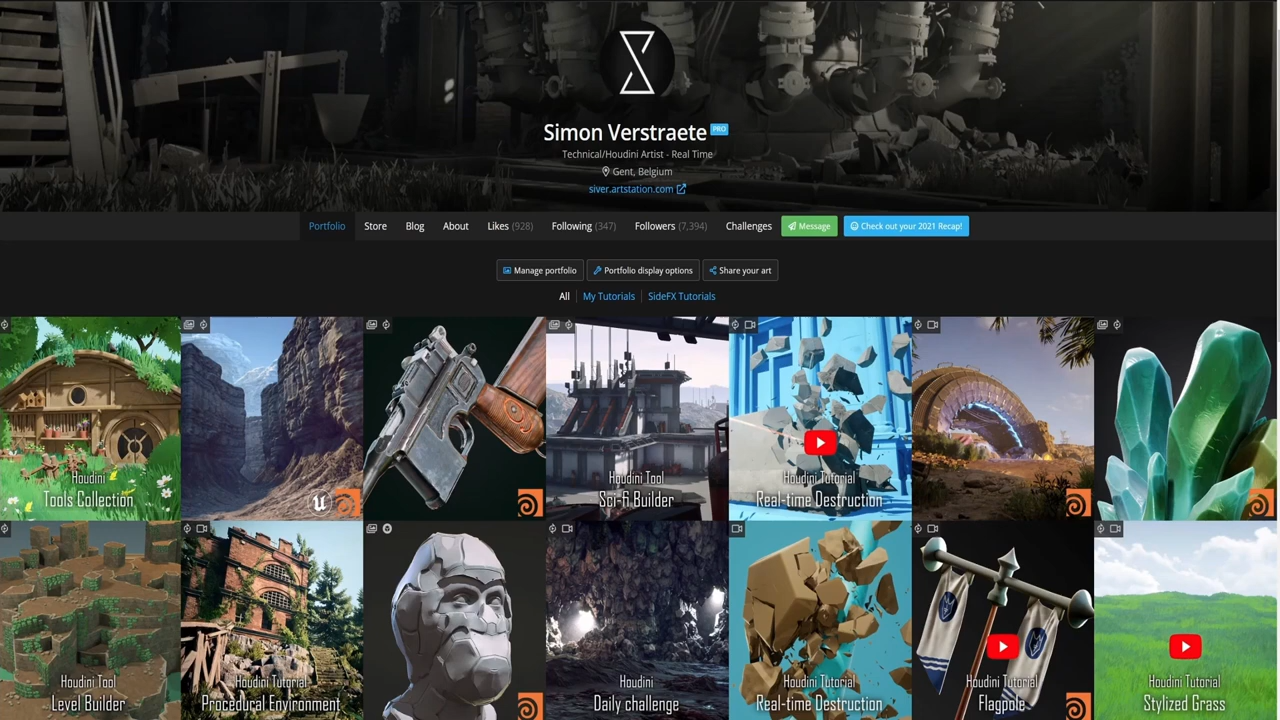 Simon Verstraete PRO
Technical/Houdini Artist - Real Time
Gent, Belgium
siver.artstation.com
Portfolio Store Blog About Likes (928) Following (347) Followers (7,394) Challenges Message Check out your 2021 Recap!
Manage portfolio Portfolio display options Share your art
All My Tutorials SideFX Tutorials
Houdini
Tools Collection
Houdini Tool
Sci-fi Builder
Houdini Tutorial
Real-time Destruction
Houdini Tool
Level Builder
Houdini Tutorial
Procedural Environment
Houdini
Daily challenge
Houdini Tutorial
Real-time Destruction
Houdini Tutorial
Flagpole
Houdini Tutorial
Stylized Grass